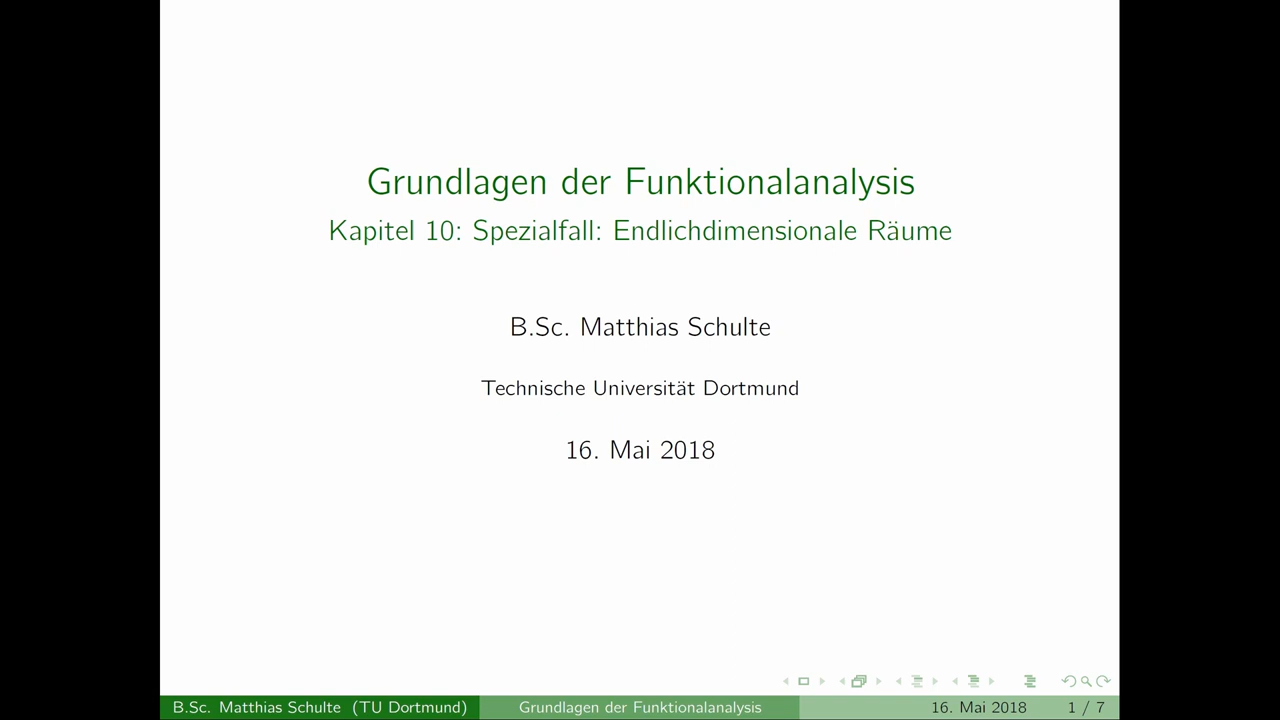 Grundlagen der Funktionalanalysis
Kapitel 10: Spezialfall: Endlichdimensionale Räume
B.Sc. Matthias Schulte
Technische Universität Dortmund
16. Mai 2018
B.Sc. Matthias Schulte (TU Dortmund) Grundlagen der Funktionalanalysis 16. Mai 2018 1 / 7